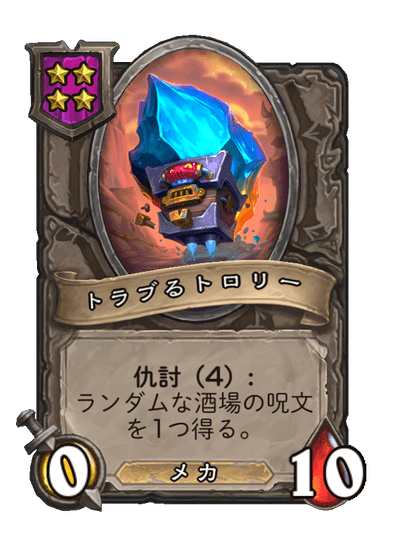 トラブるトロリー
仇討（4）:
ランダムな酒場の呪文
を1つ得る。
メカ
0
10